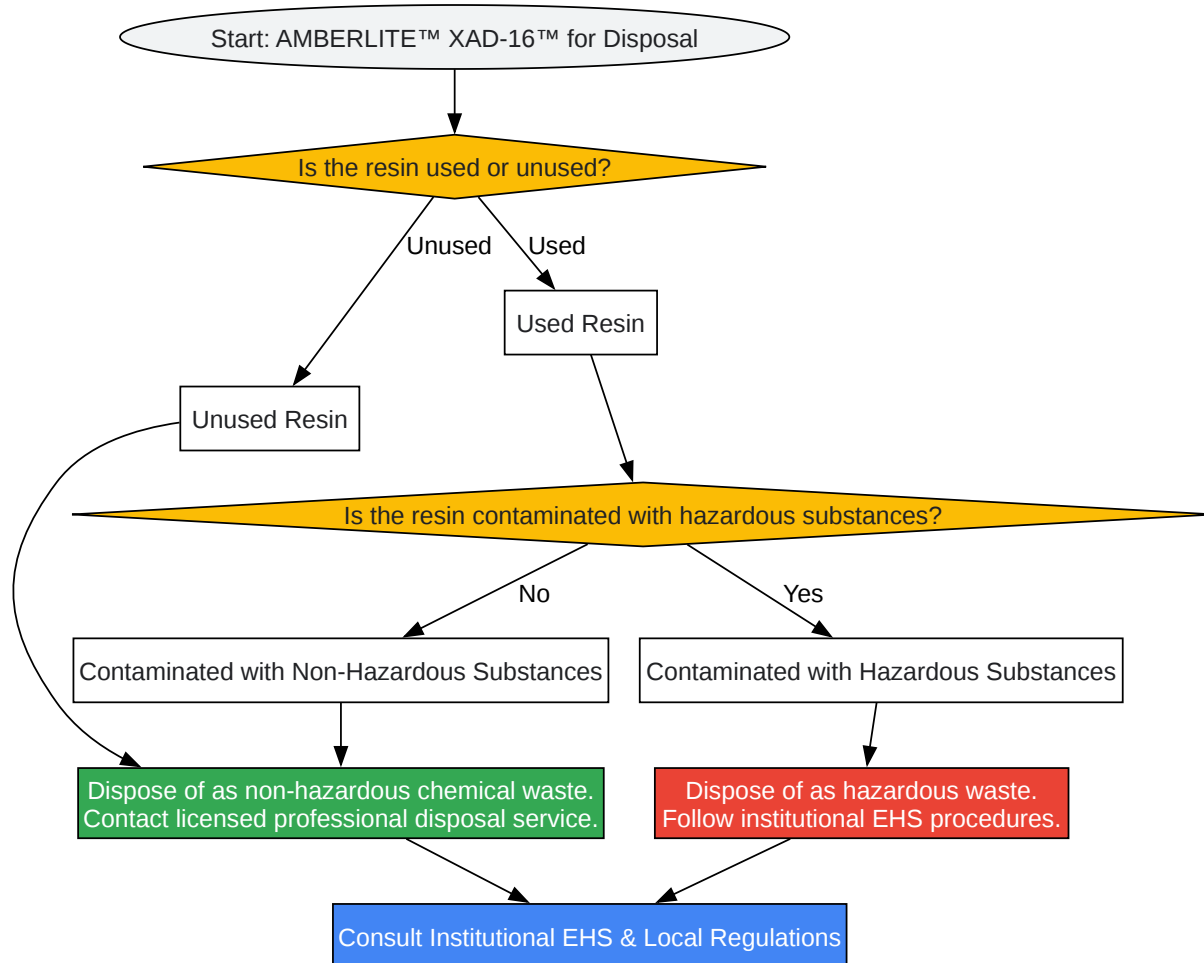 Start: AMBERLITE™ XAD-16™ for Disposal
Is the resin used or unused?
Unused
Used
Used Resin
Unused Resin
Is the resin contaminated with hazardous substances?
No
Yes
Contaminated with Non-Hazardous Substances
Contaminated with Hazardous Substances
Dispose of as non-hazardous chemical waste.
Contact licensed professional disposal service.
Dispose of as hazardous waste.
Follow institutional EHS procedures.
Consult Institutional EHS & Local Regulations